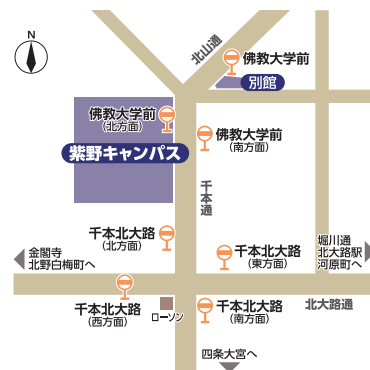 N
北山通
佛教大学前
別館
佛教大学前
(北方面)
紫野キャンパス
佛教大学前
(南方面)
千本通
千本北大路
(北方面)
千本北大路
(東方面)
堀川通
北大路駅
河原町へ
金閣寺
北野白梅町へ
千本北大路
(西方面)
ローソン
千本北大路
(南方面)
北大路通
四条大宮へ